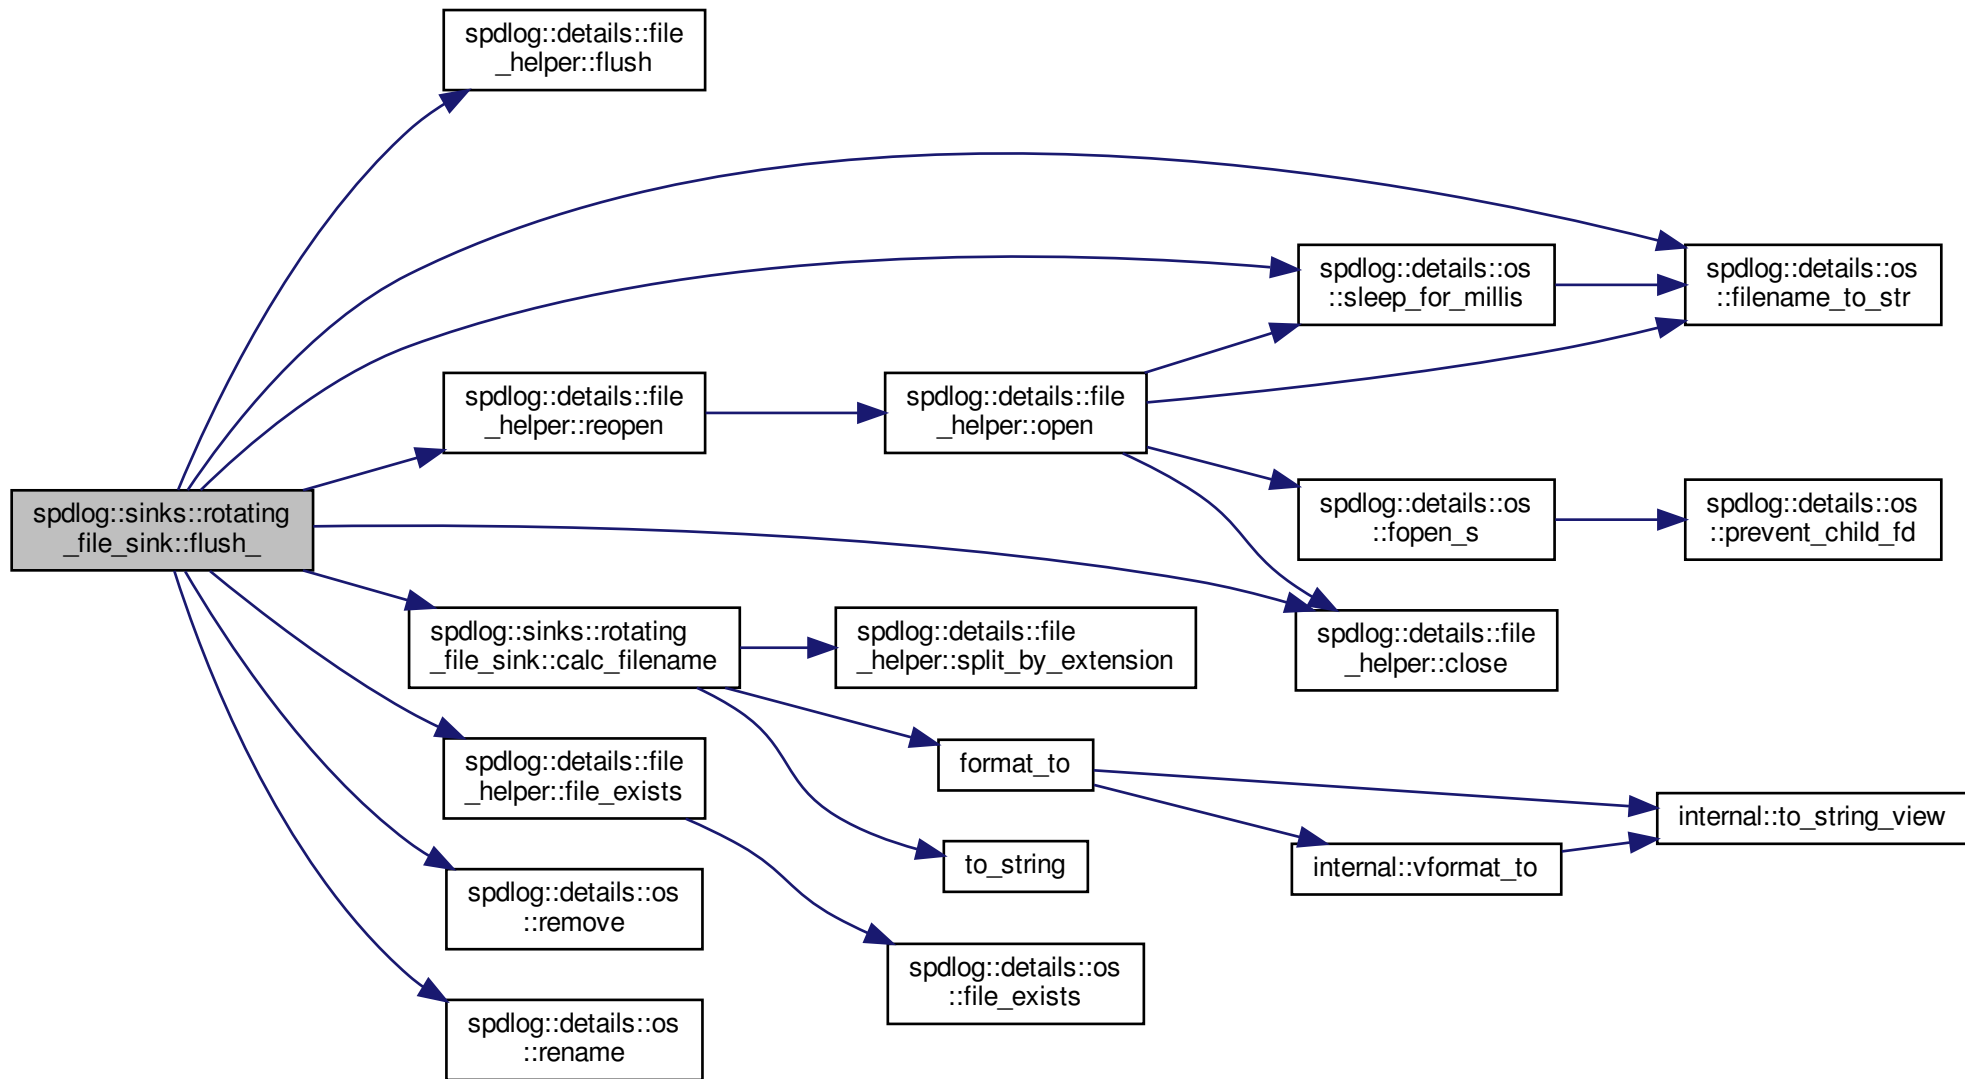 spdlog::details::file
_helper::flush
spdlog::details::os
::sleep_for_millis
spdlog::details::os
::filename_to_str
spdlog::details::file
_helper::reopen
spdlog::details::file
_helper::open
spdlog::sinks::rotating
_file_sink::flush_
spdlog::details::os
::fopen_s
spdlog::details::os
::prevent_child_fd
spdlog::sinks::rotating
_file_sink::calc_filename
spdlog::details::file
_helper::split_by_extension
spdlog::details::file
_helper::close
spdlog::details::file
_helper::file_exists
format_to
internal::to_string_view
to_string
internal::vformat_to
spdlog::details::os
::remove
spdlog::details::os
::file_exists
spdlog::details::os
::rename